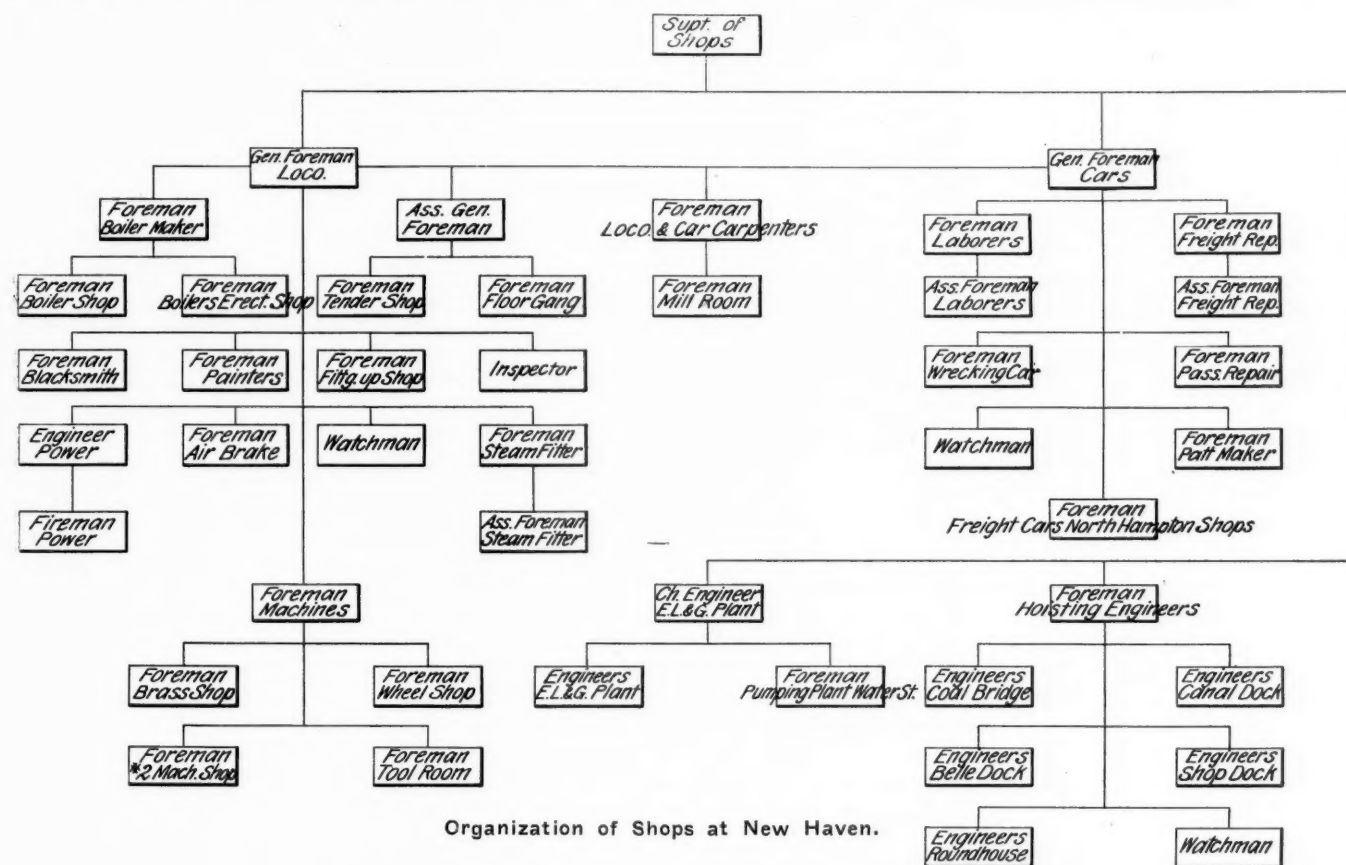 Supt. of
Shops
Gen. Foreman
Loco.
Gen. Foreman
Cars
Foreman
Boiler Maker
Ass. Gen.
Foreman
Foreman
Loco. & Car Carpenters
Foreman
Laborers
Foreman
Freight Rep.
Foreman
Boiler Shop
Foreman
Boilers Erect. Shop
Foreman
Tender Shop
Foreman
Floor Gang
Foreman
Mill Room
Ass. Foreman
Laborers
Ass. Foreman
Freight Rep.
Foreman
Blacksmith
Foreman
Painters
Foreman
Fitt'g. up Shop
Inspector
Foreman
Wrecking Car
Foreman
Pass. Repair
Engineer
Power
Foreman
Air Brake
Watchman
Foreman
Steam Fitter
Watchman
Foreman
Patt Maker
Fireman
Power
Ass. Foreman
Steam Fitter
Foreman
Freight Cars North Hampton Shops
Foreman
Machines
Ch. Engineer
E.L.&G. Plant
Foreman
Hoisting Engineers
Foreman
Brass Shop
Foreman
Wheel Shop
Engineers
E.L.&G. Plant
Foreman
Pumping Plant Water St.
Engineers
Coal Bridge
Engineers
Canal Dock
Foreman
#2 Mach. Shop
Foreman
Tool Room
Engineers
Belle Dock
Engineers
Shop Dock
Engineers
Roundhouse
Watchman
Organization of Shops at New Haven.